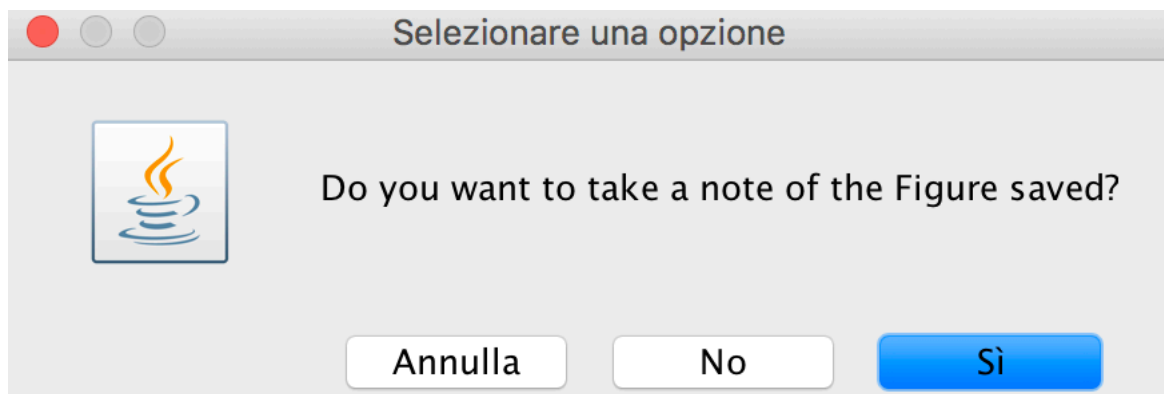 Selezionare una opzione
Do you want to take a note of the Figure saved?
Annulla No Sì